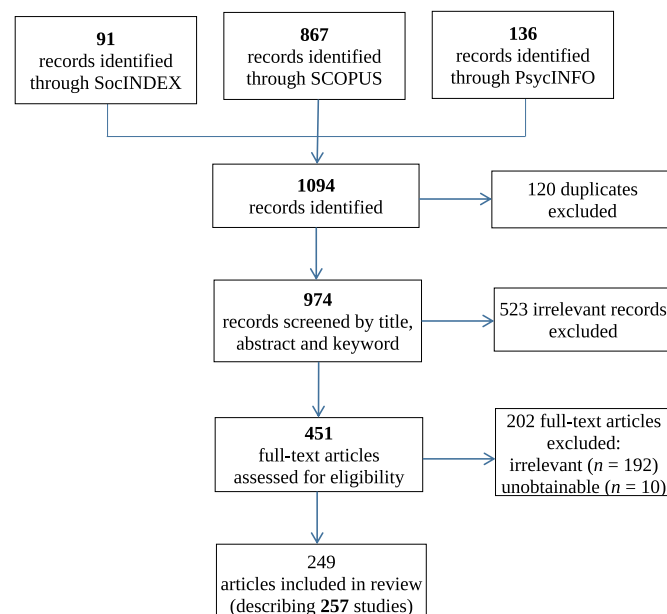 91
records identified
through SocINDEX
867
records identified
through SCOPUS
136
records identified
through PsycINFO
1094
records identified
120 duplicates
excluded
974
records screened by title,
abstract and keyword
523 irrelevant records
excluded
451
full-text articles
assessed for eligibility
202 full-text articles
excluded:
irrelevant (n = 192)
unobtainable (n = 10)
249
articles included in review
(describing 257 studies)